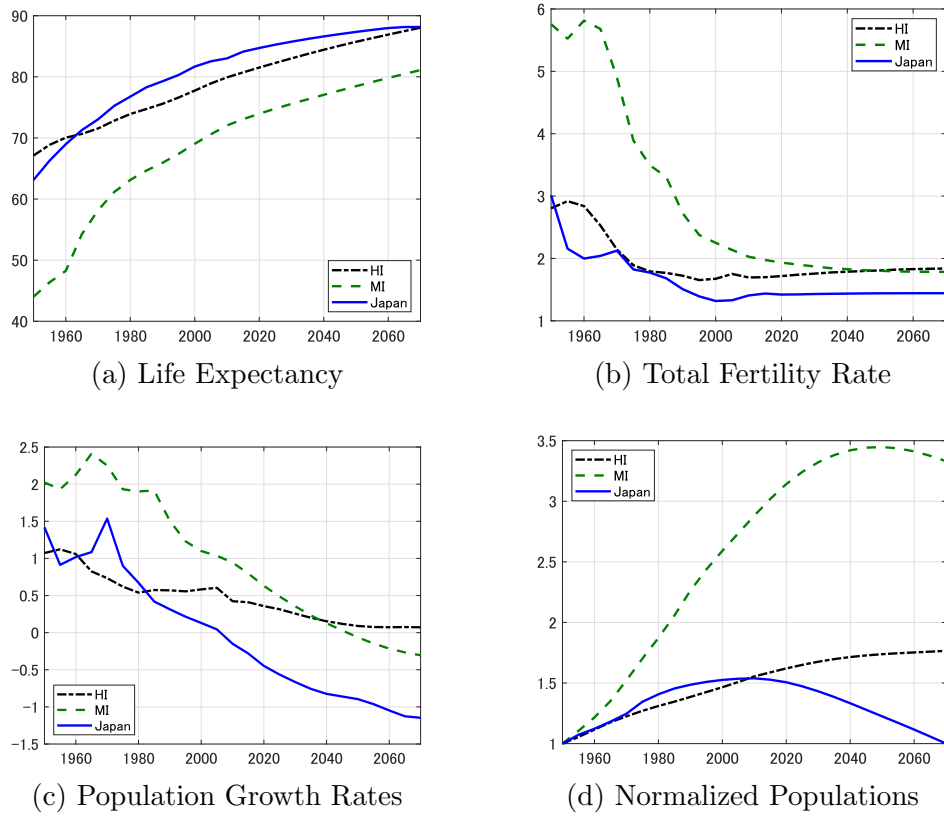 90
80
70
60
50
40
HI
MI
Japan
1960 1980 2000 2020 2040 2060
(a) Life Expectancy
6
5
4
3
2
1
HI
MI
Japan
1960 1980 2000 2020 2040 2060
(b) Total Fertility Rate
2.5
2
1.5
1
0.5
0
-0.5
-1
-1.5
HI
MI
Japan
1960 1980 2000 2020 2040 2060
(c) Population Growth Rates
3.5
3
2.5
2
1.5
1
HI
MI
Japan
1960 1980 2000 2020 2040 2060
(d) Normalized Populations